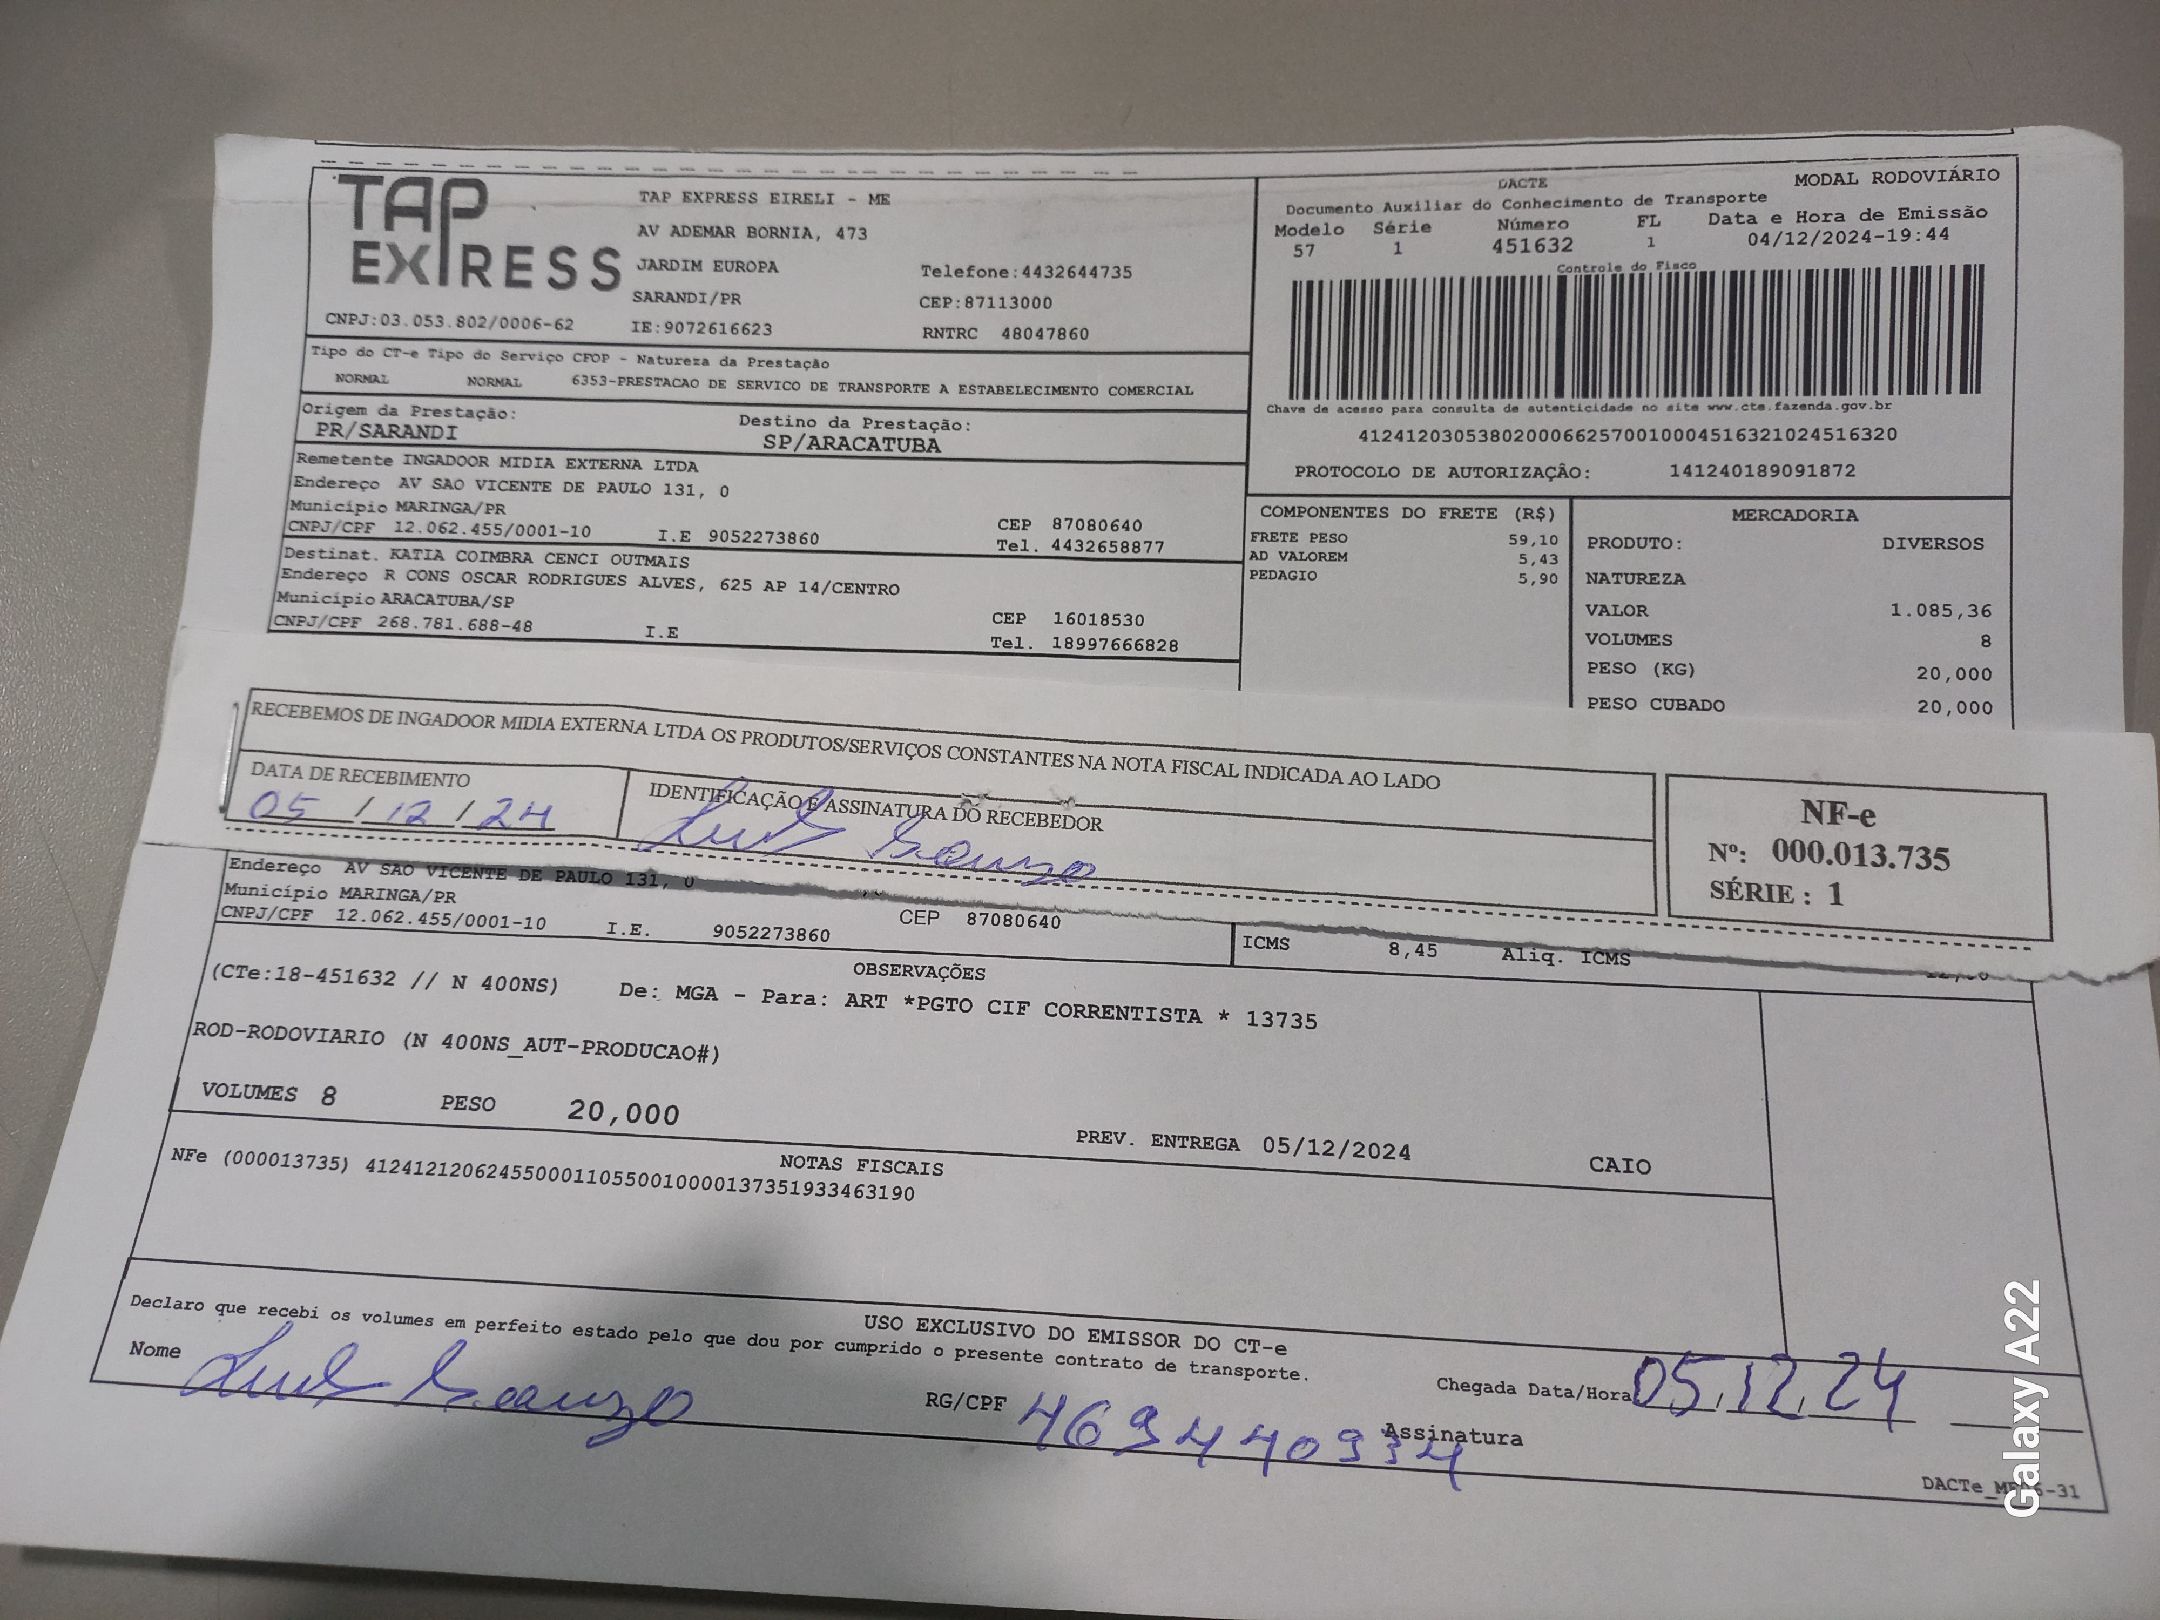 TAP EXPRESS
TAP EXPRESS EIRELI - ME
AV ADEMAR BORNIA, 473
JARDIM EUROPA Telefone:4432644735
SARANDI/PR CEP:87113000
CNPJ:03.053.802/0006-62 IE:9072616623 RNTRC 48047860
DACTE MODAL RODOVIÁRIO
Documento Auxiliar do Conhecimento de Transporte
Modelo Série Número FL Data e Hora de Emissão
57 1 451632 1 04/12/2024-19:44
Controle do Fisco
Chave de acesso para consulta de autenticidade no site www.cte.fazenda.gov.br
41241203053802000662570010004516321024516320
PROTOCOLO DE AUTORIZAÇÃO: 141240189091872
Tipo do CT-e Tipo do Serviço CFOP - Natureza da Prestação
NORMAL NORMAL 6353-PRESTACAO DE SERVICO DE TRANSPORTE A ESTABELECIMENTO COMERCIAL
Origem da Prestação: Destino da Prestação:
PR/SARANDI SP/ARACATUBA
Remetente INGADOOR MIDIA EXTERNA LTDA
Endereço AV SAO VICENTE DE PAULO 131, 0
Município MARINGA/PR CEP 87080640
CNPJ/CPF 12.062.455/0001-10 I.E 9052273860 Tel. 4432658877
Destinat. KATIA COIMBRA CENCI OUTMAIS
Endereço R CONS OSCAR RODRIGUES ALVES, 625 AP 14/CENTRO
Município ARACATUBA/SP CEP 16018530
CNPJ/CPF 268.781.688-48 I.E Tel. 18997666828
COMPONENTES DO FRETE (R$)
FRETE PESO 59,10
AD VALOREM 5,43
PEDAGIO 5,90
MERCADORIA
PRODUTO: DIVERSOS
NATUREZA
VALOR 1.085,36
VOLUMES 8
PESO (KG) 20,000
PESO CUBADO 20,000
RECEBEMOS DE INGADOOR MIDIA EXTERNA LTDA OS PRODUTOS/SERVIÇOS CONSTANTES NA NOTA FISCAL INDICADA AO LADO
DATA DE RECEBIMENTO IDENTIFICAÇÃO E ASSINATURA DO RECEBEDOR
05/12/24
NF-e
Nº: 000.013.735
SÉRIE : 1
Endereço AV SAO VICENTE DE PAULO 131, 0
Município MARINGA/PR CEP 87080640
CNPJ/CPF 12.062.455/0001-10 I.E. 9052273860
ICMS 8,45 Aliq. ICMS
OBSERVAÇÕES
(CTe:18-451632 // N 400NS) De: MGA - Para: ART *PGTO CIF CORRENTISTA * 13735
ROD-RODOVIARIO (N 400NS_AUT-PRODUCAO#)
VOLUMES 8 PESO 20,000 PREV. ENTREGA 05/12/2024 CAIO
NOTAS FISCAIS
NFe (000013735) 41241212062455000110550010000137351933463190
USO EXCLUSIVO DO EMISSOR DO CT-e
Declaro que recebi os volumes em perfeito estado pelo que dou por cumprido o presente contrato de transporte.
Nome RG/CPF 469440934 Assinatura Chegada Data/Hora 05.12.24
Galaxy A22